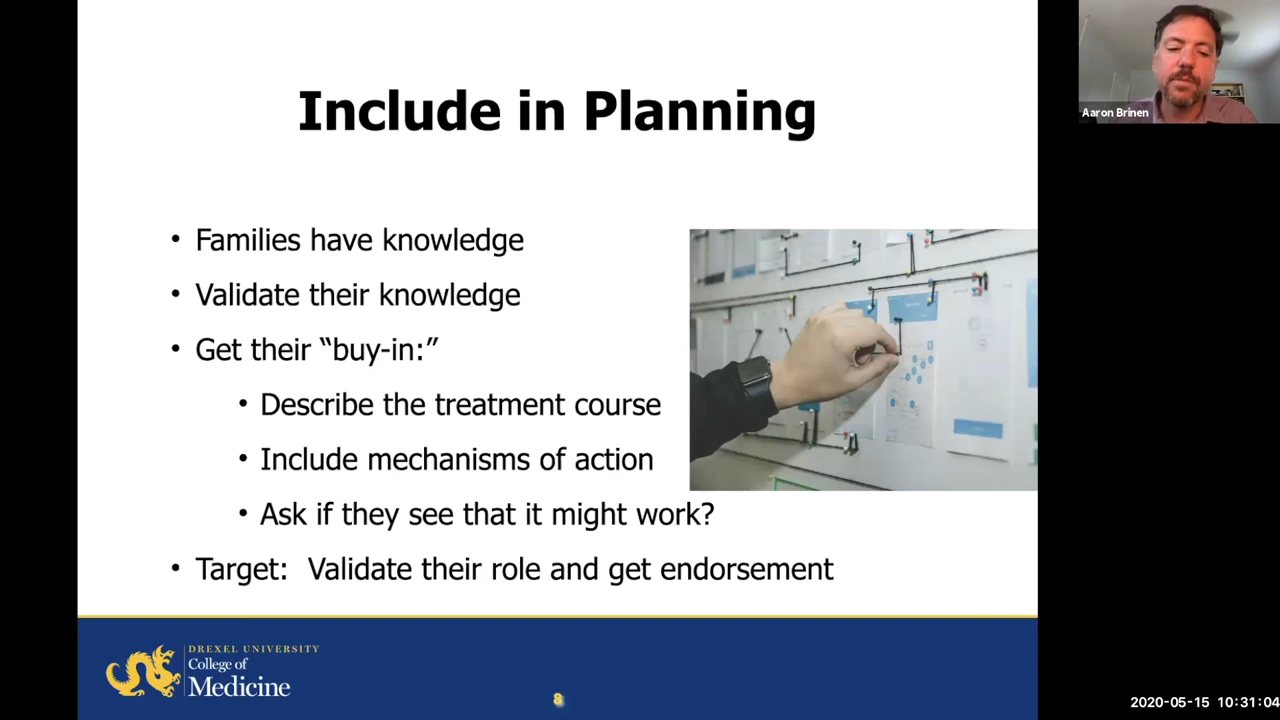 Include in Planning
• Families have knowledge
• Validate their knowledge
• Get their “buy-in:”
• Describe the treatment course
• Include mechanisms of action
• Ask if they see that it might work?
• Target: Validate their role and get endorsement
DREXEL UNIVERSITY
College of
Medicine
8
Aaron Brinen
2020-05-15 10:31:04